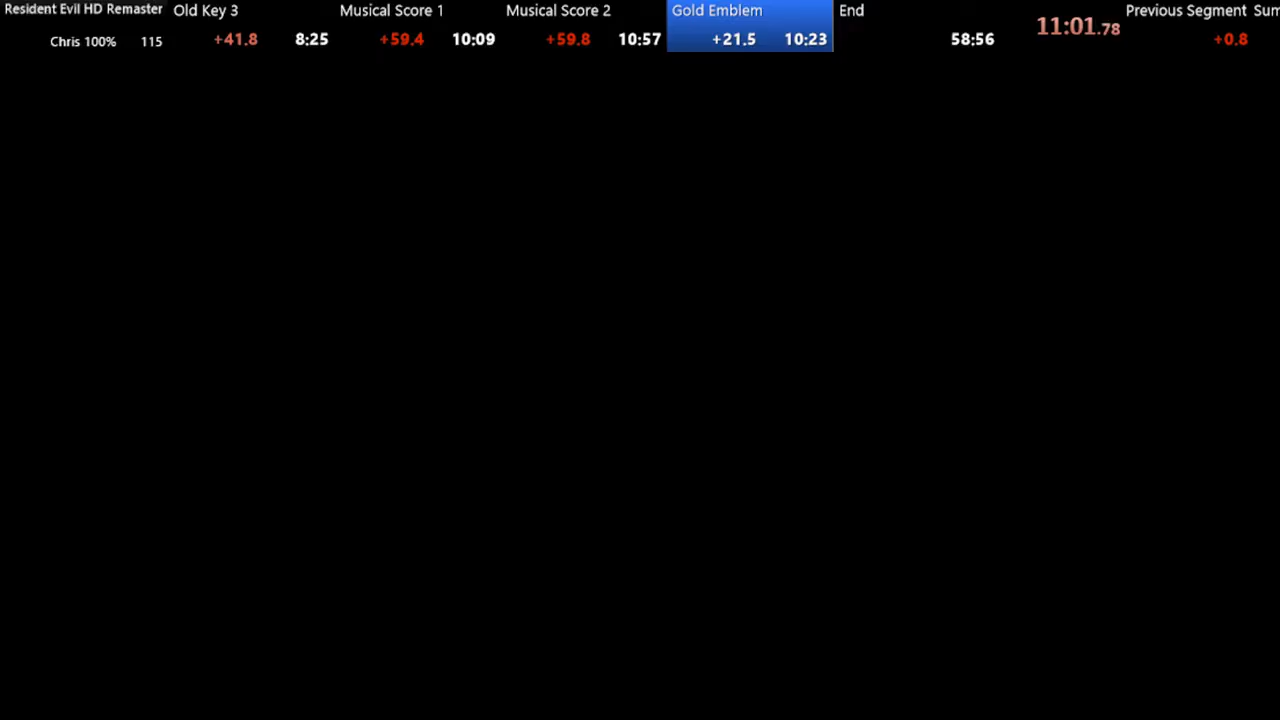 Resident Evil HD Remaster Old Key 3 Musical Score 1 Musical Score 2 Gold Emblem End 11:01.78 Previous Segment Sum
Chris 100% 115 +41.8 8:25 +59.4 10:09 +59.8 10:57 +21.5 10:23 58:56 +0.8